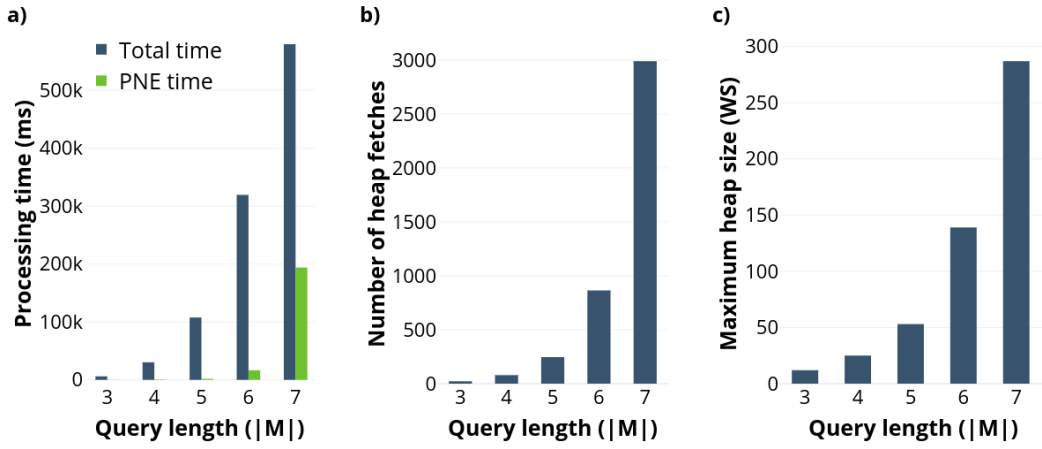 a)
Total time
PNE time
Processing time (ms)
500k
400k
300k
200k
100k
0
3 4 5 6 7
Query length (|M|)
b)
Number of heap fetches
3000
2500
2000
1500
1000
500
0
3 4 5 6 7
Query length (|M|)
c)
Maximum heap size (WS)
300
250
200
150
100
50
0
3 4 5 6 7
Query length (|M|)